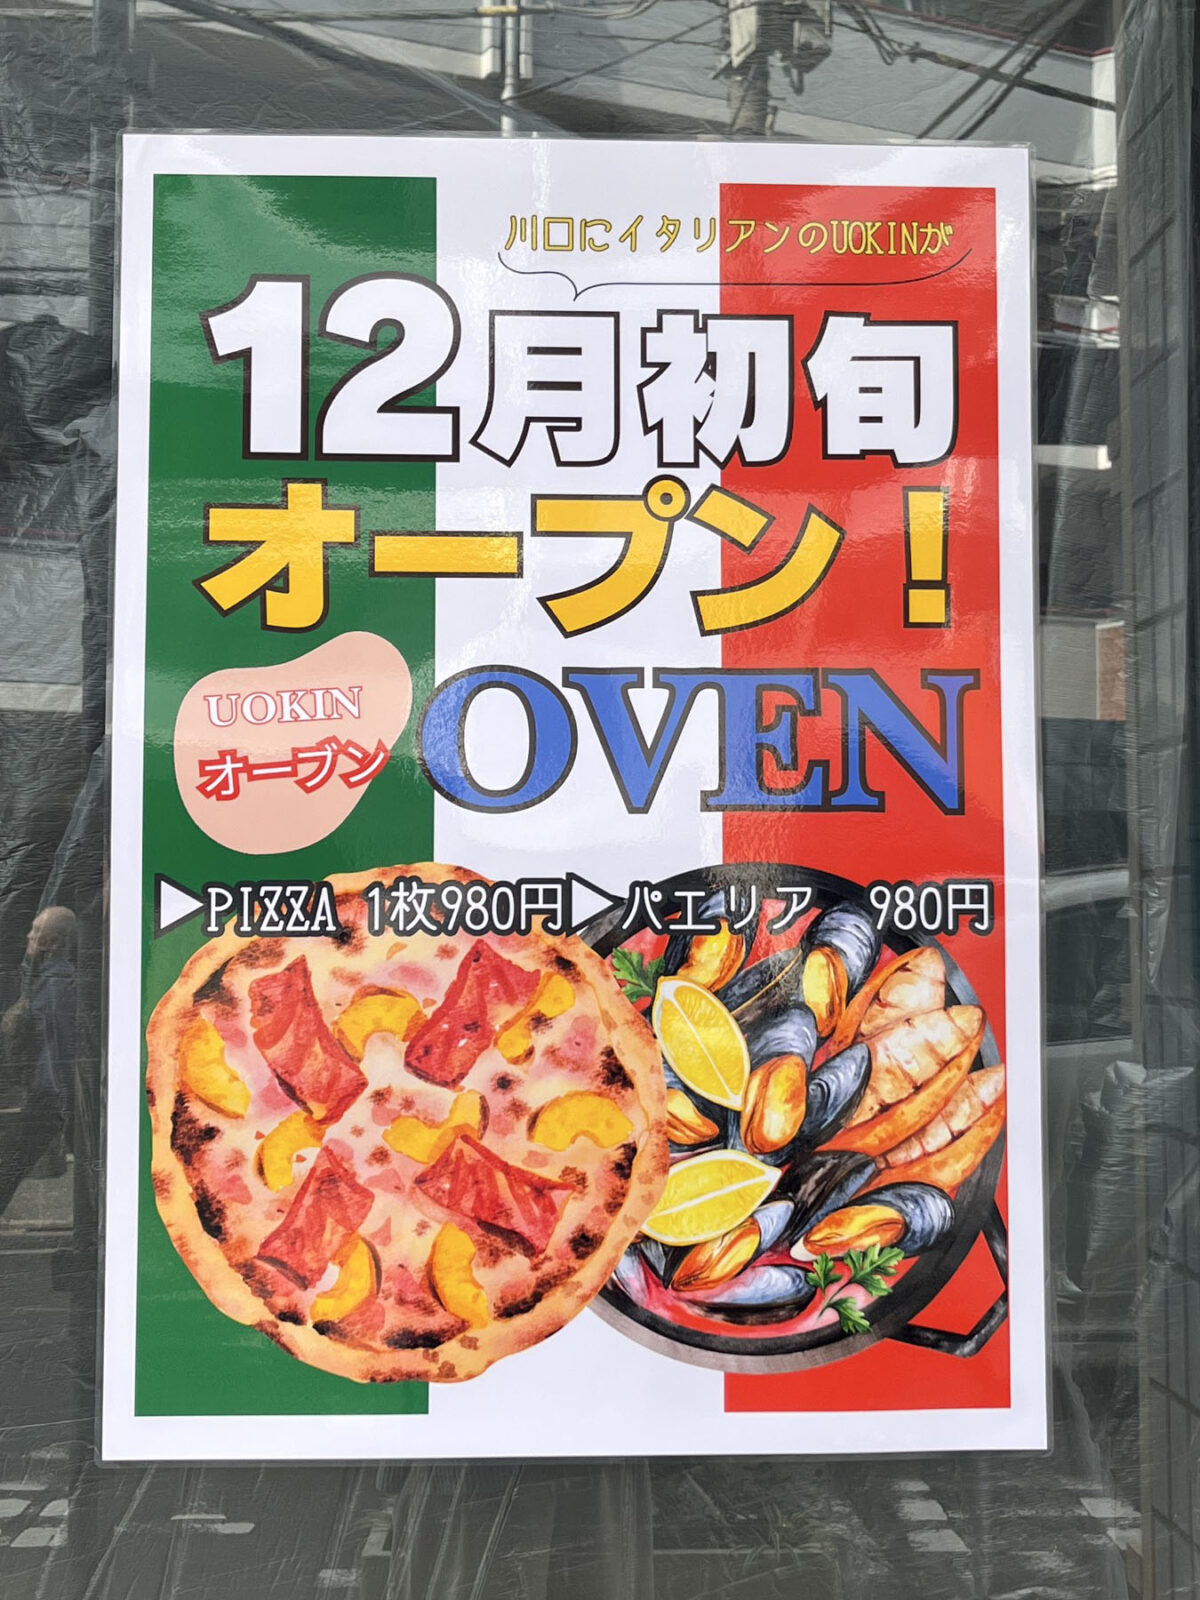 川口にイタリアンのUOKINが
12月初旬
オープン！
UOKIN
オーブン
OVEN
▶PIZZA 1枚980円▶パエリア 980円